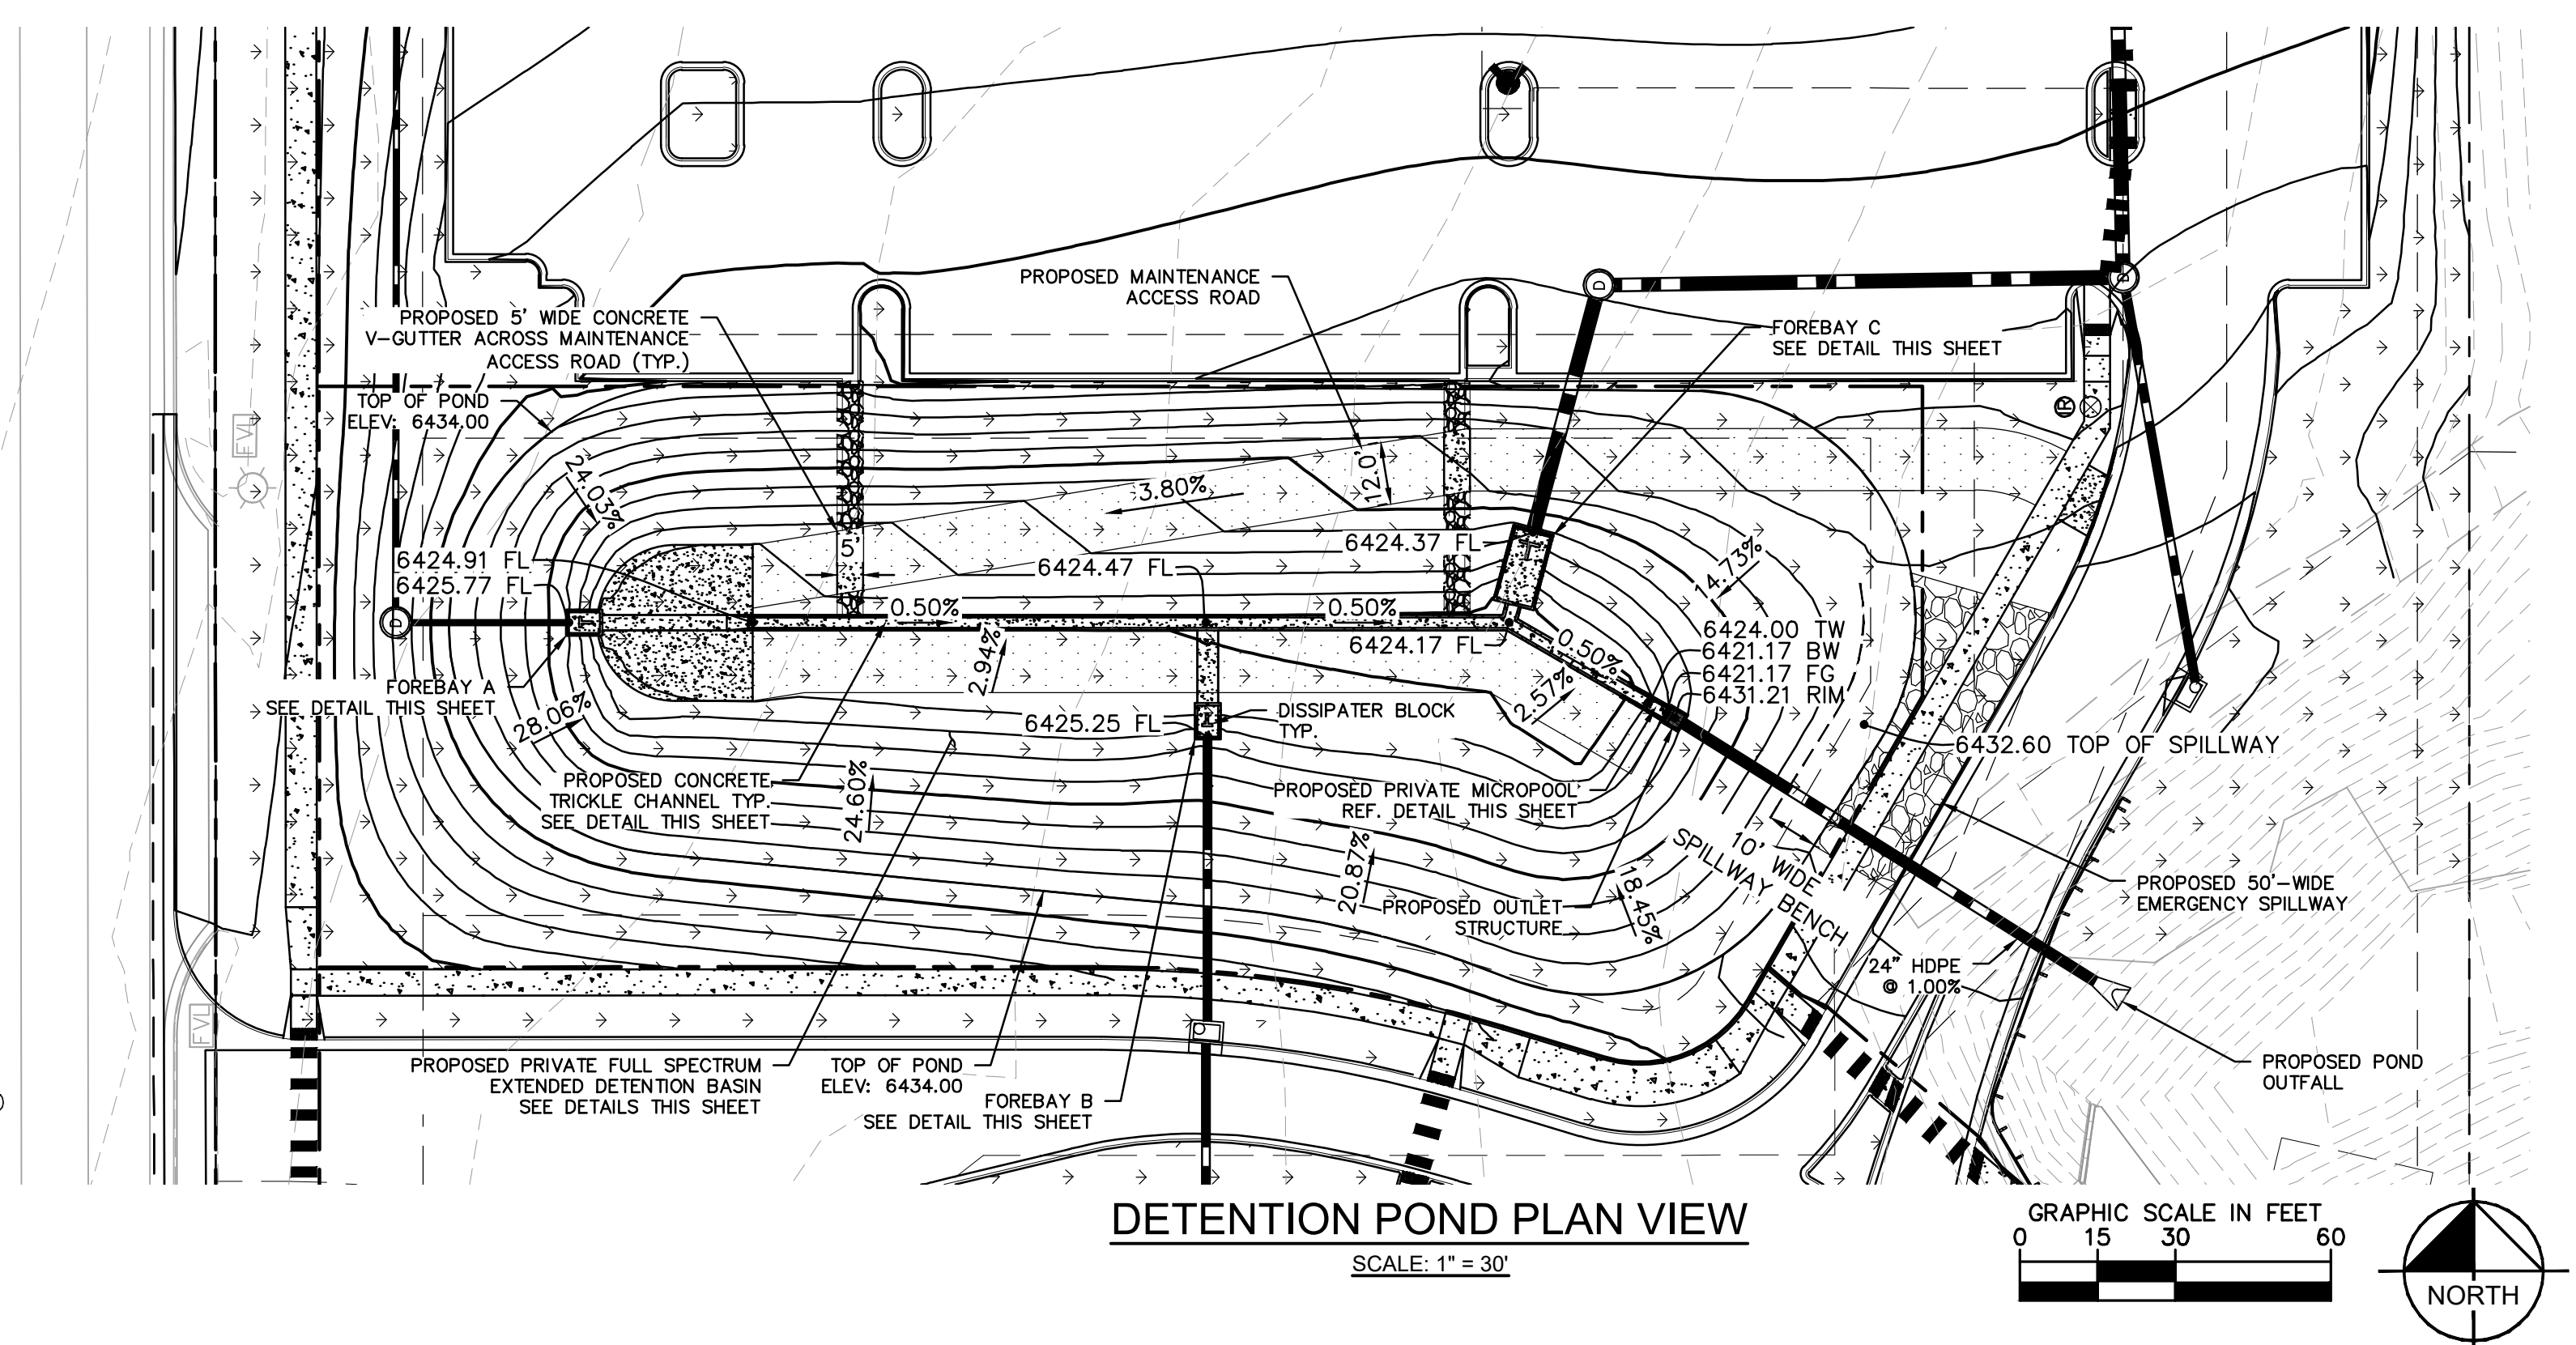 PROPOSED MAINTENANCE
ACCESS ROAD
D
D
PROPOSED 5' WIDE CONCRETE
V-GUTTER ACROSS MAINTENANCE
ACCESS ROAD (TYP.)
FOREBAY C
SEE DETAIL THIS SHEET
TOP OF POND
ELEV: 6434.00
IR
FVL
24.03%
3.80%
12.0'
5'
6424.91 FL
6425.77 FL
6424.47 FL
6424.37 FL
14.73%
D
0.50%
0.50%
6424.17 FL
0.50%
6424.00 TW
6421.17 BW
6421.17 FG
6431.21 RIM
2.94%
2.57%
FOREBAY A
SEE DETAIL THIS SHEET
28.06%
6425.25 FL
DISSIPATER BLOCK
TYP.
6432.60 TOP OF SPILLWAY
PROPOSED CONCRETE
TRICKLE CHANNEL TYP.
SEE DETAIL THIS SHEET
24.60%
PROPOSED PRIVATE MICROPOOL
REF. DETAIL THIS SHEET
10' WIDE
SPILLWAY BENCH
20.87%
18.45%
PROPOSED OUTLET
STRUCTURE
PROPOSED 50'-WIDE
EMERGENCY SPILLWAY
24" HDPE
@ 1.00%
FVL
PROPOSED PRIVATE FULL SPECTRUM
EXTENDED DETENTION BASIN
SEE DETAILS THIS SHEET
TOP OF POND
ELEV: 6434.00
FOREBAY B
SEE DETAIL THIS SHEET
PROPOSED POND
OUTFALL
DETENTION POND PLAN VIEW
SCALE: 1" = 30'
GRAPHIC SCALE IN FEET
0 15 30 60
NORTH